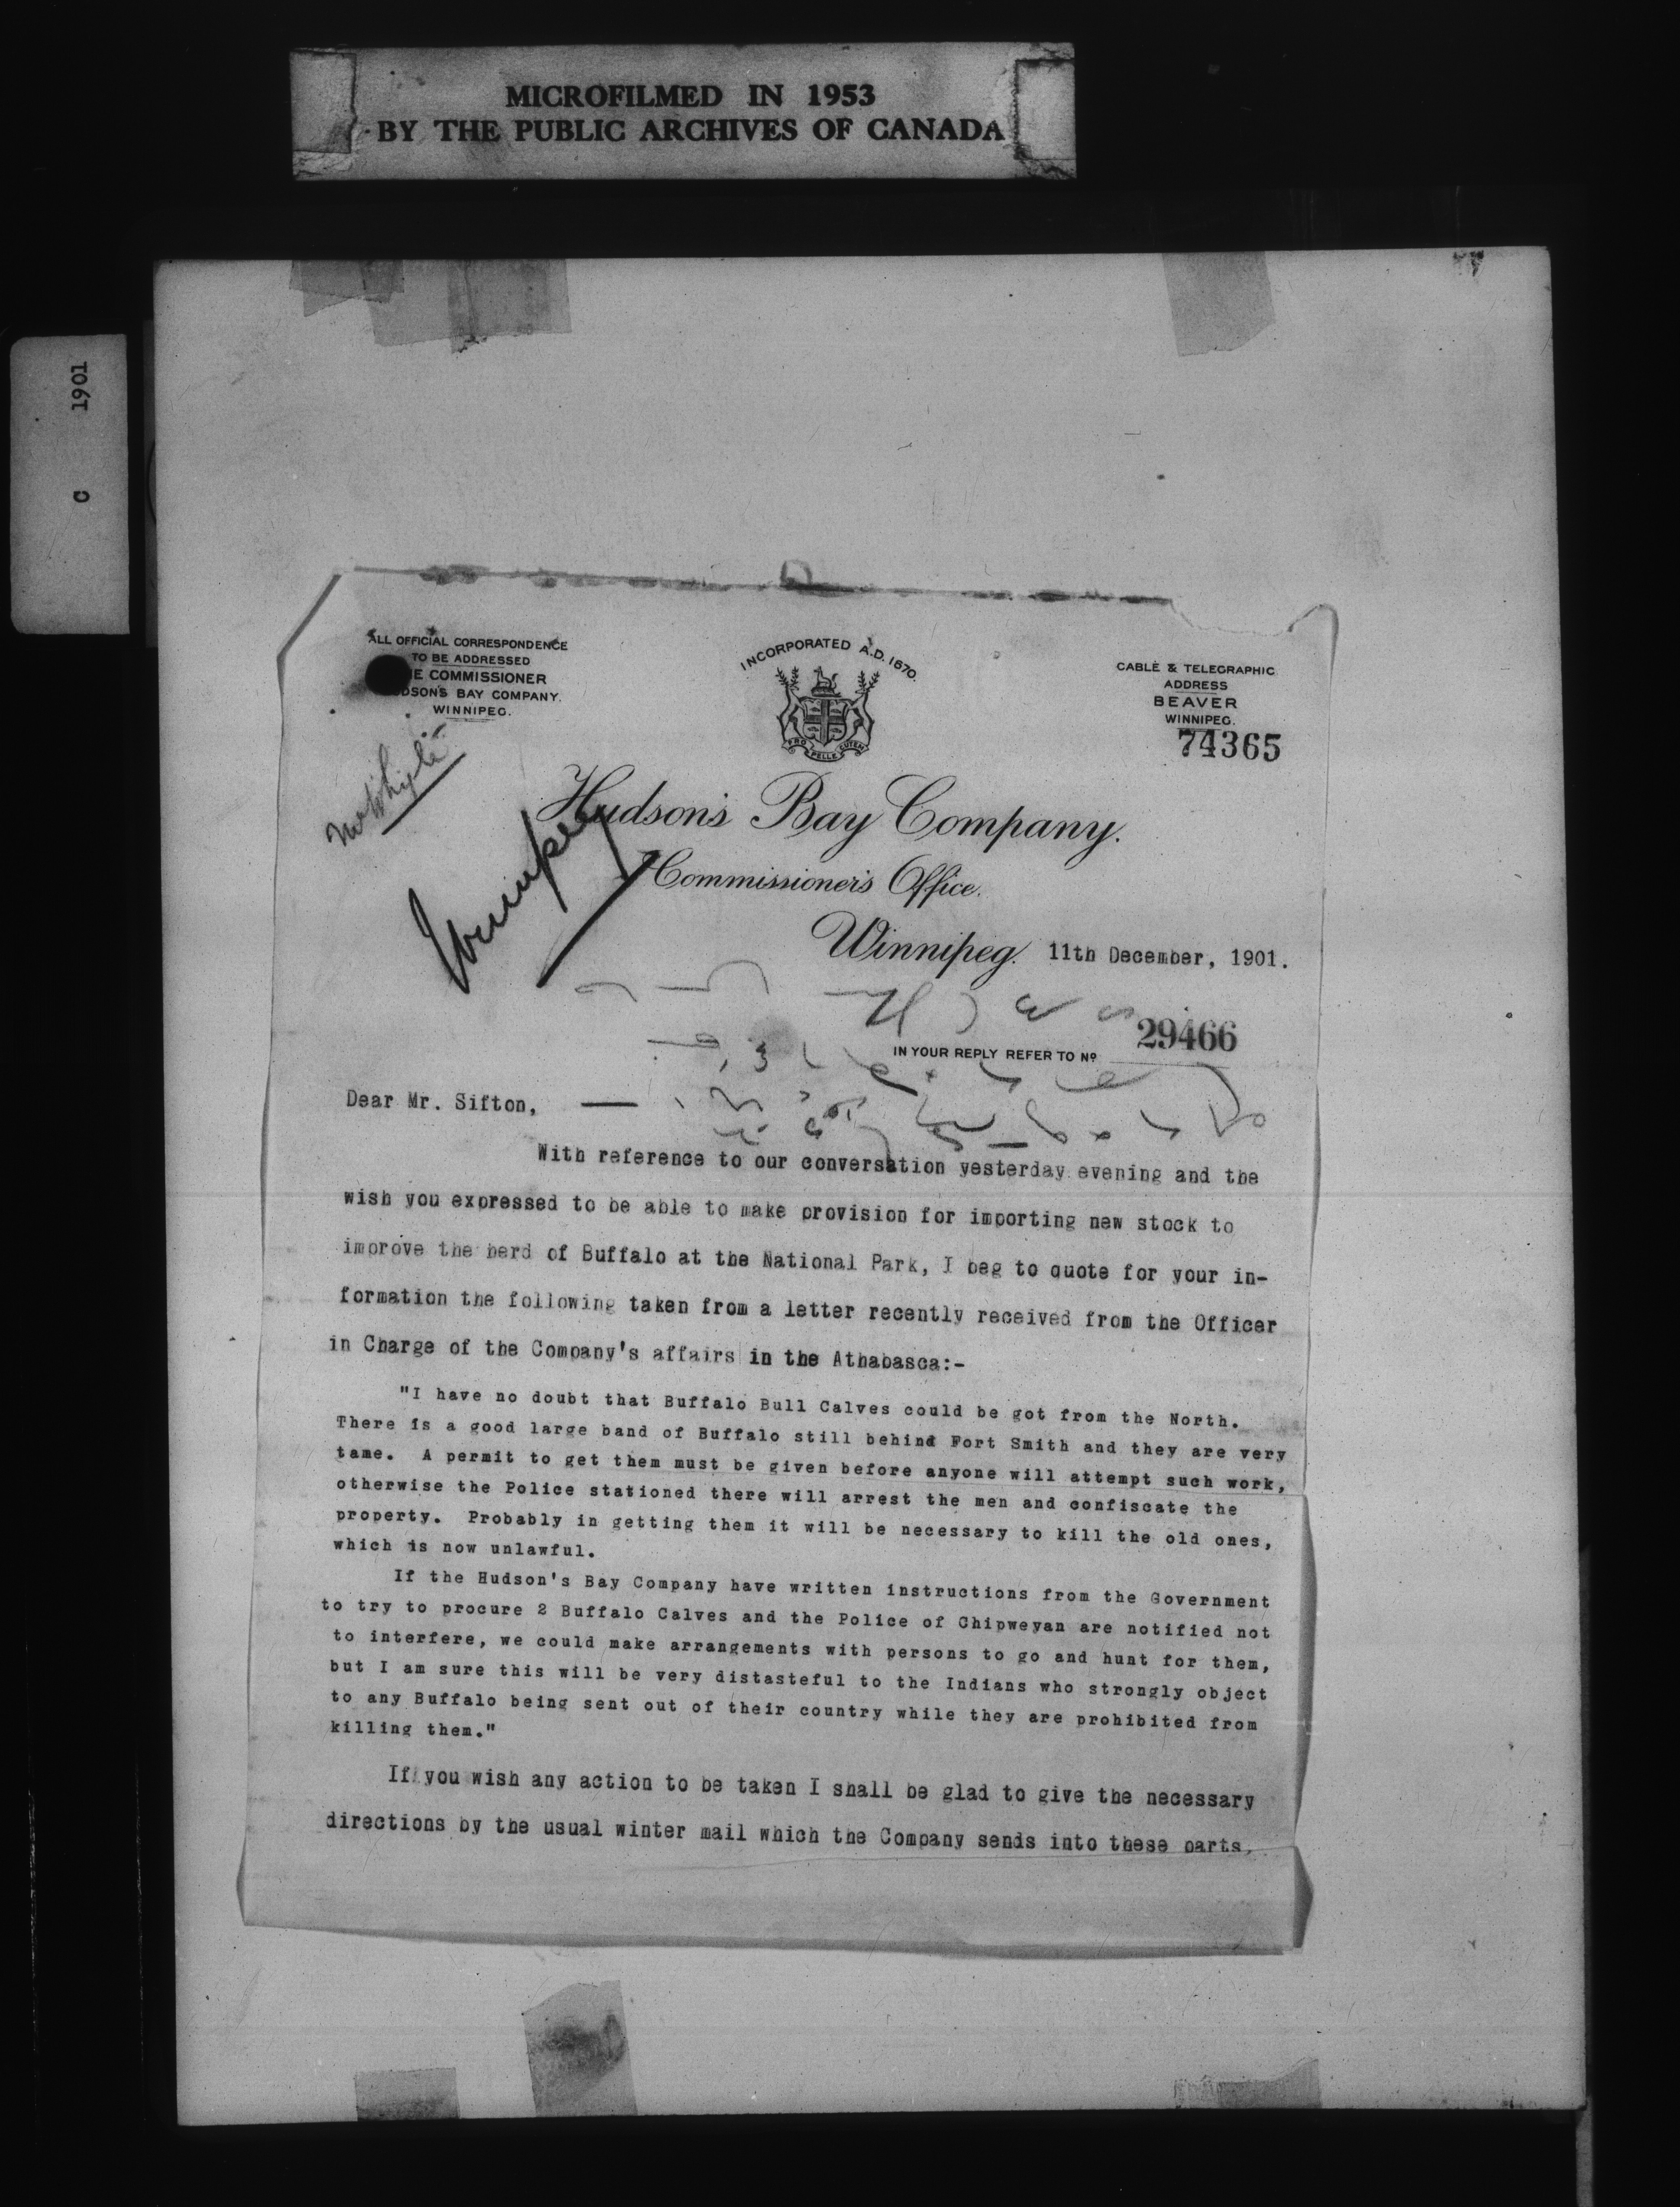 MICROFILMED IN 1953
BY THE PUBLIC ARCHIVES OF CANADA
C 1901
ALL OFFICIAL CORRESPONDENCE
TO BE ADDRESSED
E COMMISSIONER
DSON'S BAY COMPANY.
WINNIPEG.
INCORPORATED A.D. 1670.
PRO PELLE CUTEM
CABLE & TELEGRAPHIC
ADDRESS
BEAVER
WINNIPEG.
74365
Hudson's Bay Company.
Commissioner's Office.
Winnipeg. 11th December, 1901.
IN YOUR REPLY REFER TO No 29466
Dear Mr. Sifton,
With reference to our conversation yesterday evening and the
wish you expressed to be able to make provision for importing new stock to
improve the herd of Buffalo at the National Park, I beg to quote for your in-
formation the following taken from a letter recently received from the Officer
in Charge of the Company's affairs in the Athabasca:-
"I have no doubt that Buffalo Bull Calves could be got from the North.
There is a good large band of Buffalo still behind Fort Smith and they are very
tame. A permit to get them must be given before anyone will attempt such work,
otherwise the Police stationed there will arrest the men and confiscate the
property. Probably in getting them it will be necessary to kill the old ones,
which is now unlawful.
If the Hudson's Bay Company have written instructions from the Government
to try to procure 2 Buffalo Calves and the Police of Chipweyan are notified not
to interfere, we could make arrangements with persons to go and hunt for them,
but I am sure this will be very distasteful to the Indians who strongly object
to any Buffalo being sent out of their country while they are prohibited from
killing them."
If you wish any action to be taken I shall be glad to give the necessary
directions by the usual winter mail which the Company sends into these parts,